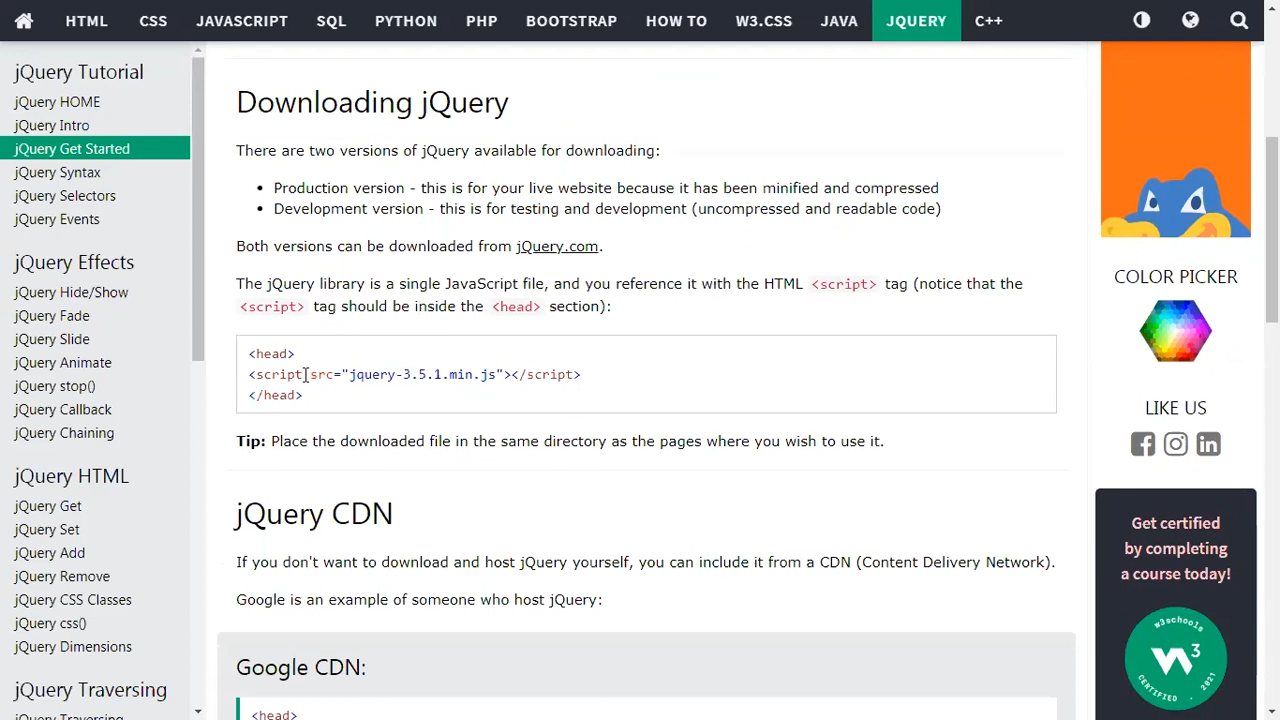 HTML CSS JAVASCRIPT SQL PYTHON PHP BOOTSTRAP HOW TO W3.CSS JAVA JQUERY C++
jQuery Tutorial
jQuery HOME
jQuery Intro
jQuery Get Started
jQuery Syntax
jQuery Selectors
jQuery Events
jQuery Effects
jQuery Hide/Show
jQuery Fade
jQuery Slide
jQuery Animate
jQuery stop()
jQuery Callback
jQuery Chaining
jQuery HTML
jQuery Get
jQuery Set
jQuery Add
jQuery Remove
jQuery CSS Classes
jQuery css()
jQuery Dimensions
jQuery Traversing
jQuery Traversing
Downloading jQuery
There are two versions of jQuery available for downloading:
• Production version - this is for your live website because it has been minified and compressed
• Development version - this is for testing and development (uncompressed and readable code)
Both versions can be downloaded from jQuery.com.
The jQuery library is a single JavaScript file, and you reference it with the HTML <script> tag (notice that the
<script> tag should be inside the <head> section):
<head>
<script src="jquery-3.5.1.min.js"></script>
</head>
Tip: Place the downloaded file in the same directory as the pages where you wish to use it.
jQuery CDN
If you don't want to download and host jQuery yourself, you can include it from a CDN (Content Delivery Network).
Google is an example of someone who host jQuery:
Google CDN:
<head>
COLOR PICKER
LIKE US
Get certified
by completing
a course today!
w3schools
W3
CERTIFIED . 2021